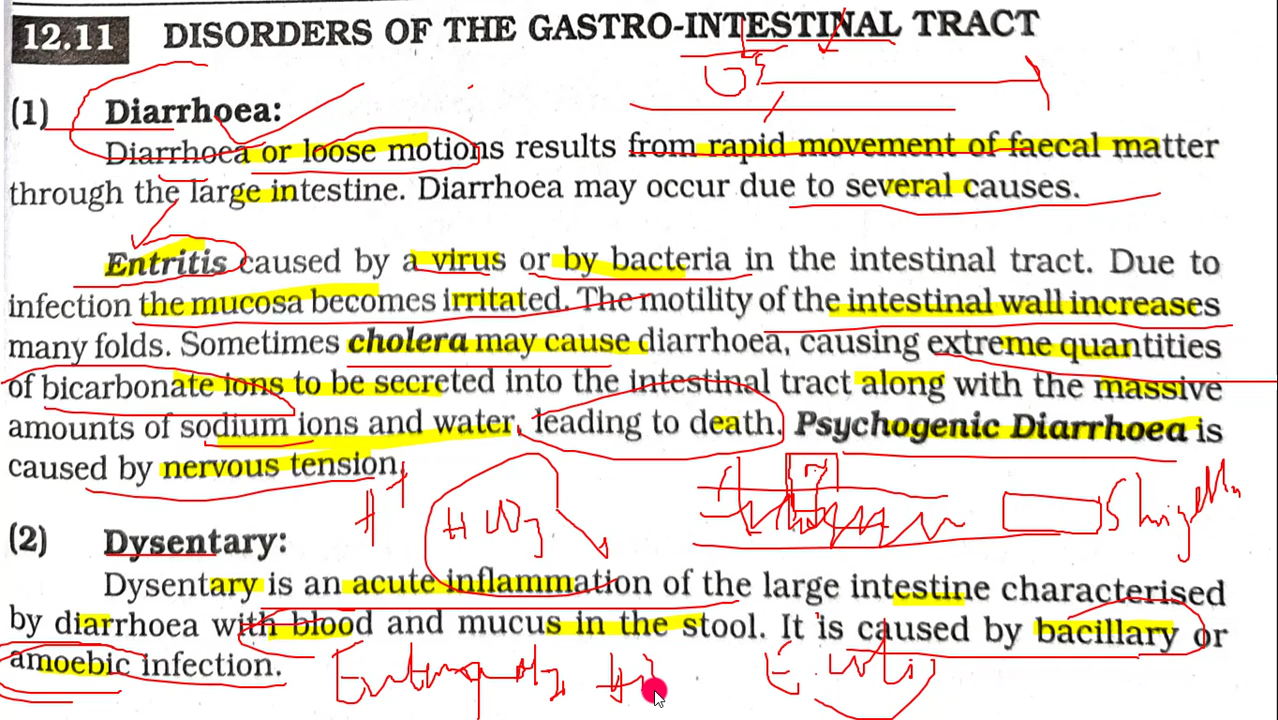 12.11 DISORDERS OF THE GASTRO-INTESTINAL TRACT
(1) Diarrhoea:
Diarrhoea or loose motions results from rapid movement of faecal matter
through the large intestine. Diarrhoea may occur due to several causes.
Entritis caused by a virus or by bacteria in the intestinal tract. Due to
infection the mucosa becomes irritated. The motility of the intestinal wall increases
many folds. Sometimes cholera may cause diarrhoea, causing extreme quantities
of bicarbonate ions to be secreted into the intestinal tract along with the massive
amounts of sodium ions and water, leading to death. Psychogenic Diarrhoea is
caused by nervous tension.
H+
(2) Dysentary:
Dysentary is an acute inflammation of the large intestine characterised
by diarrhoea with blood and mucus in the stool. It is caused by bacillary or
amoebic infection.